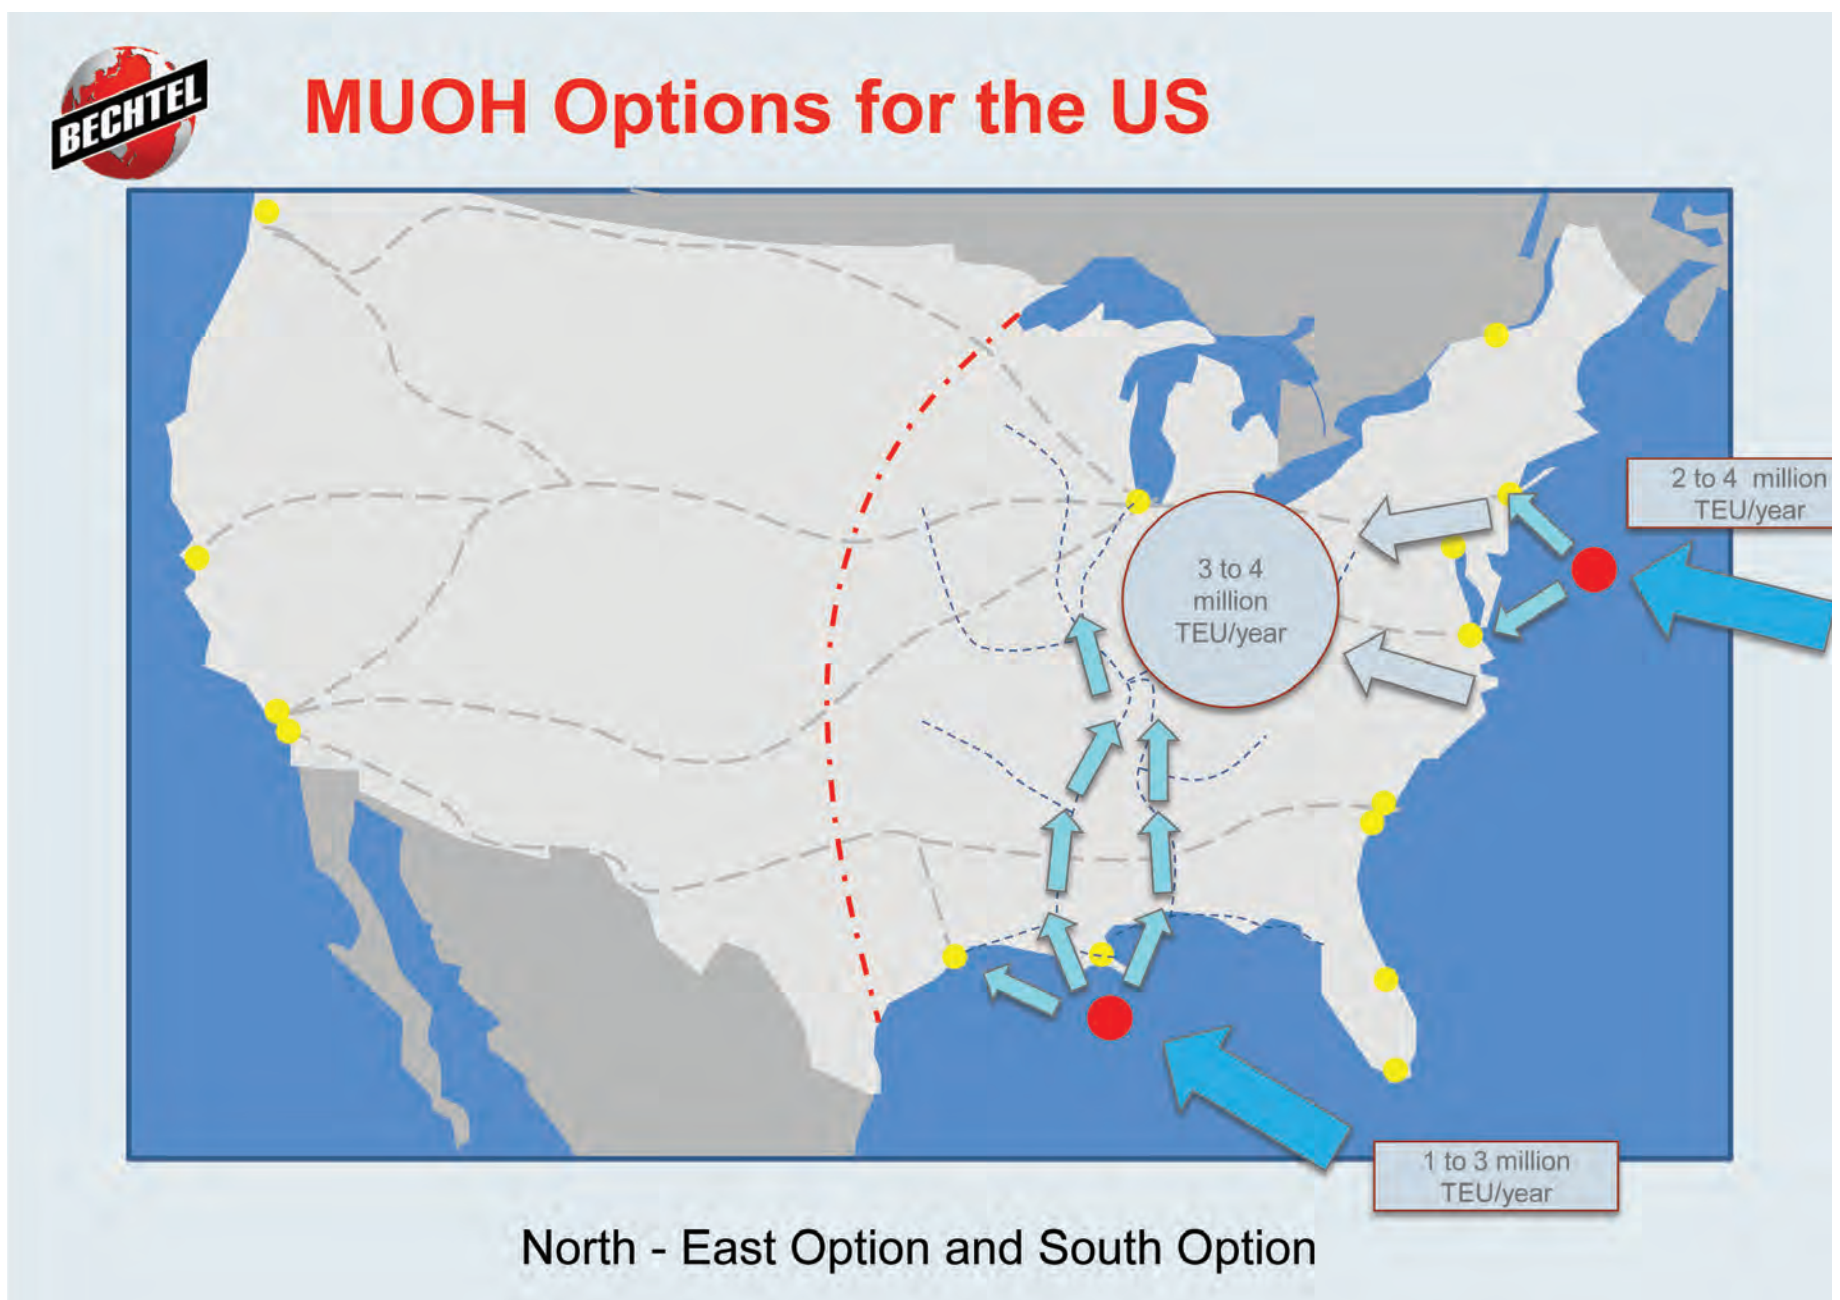 BECHTEL
MUOH Options for the US
2 to 4 million
TEU/year
3 to 4
million
TEU/year
1 to 3 million
TEU/year
North - East Option and South Option